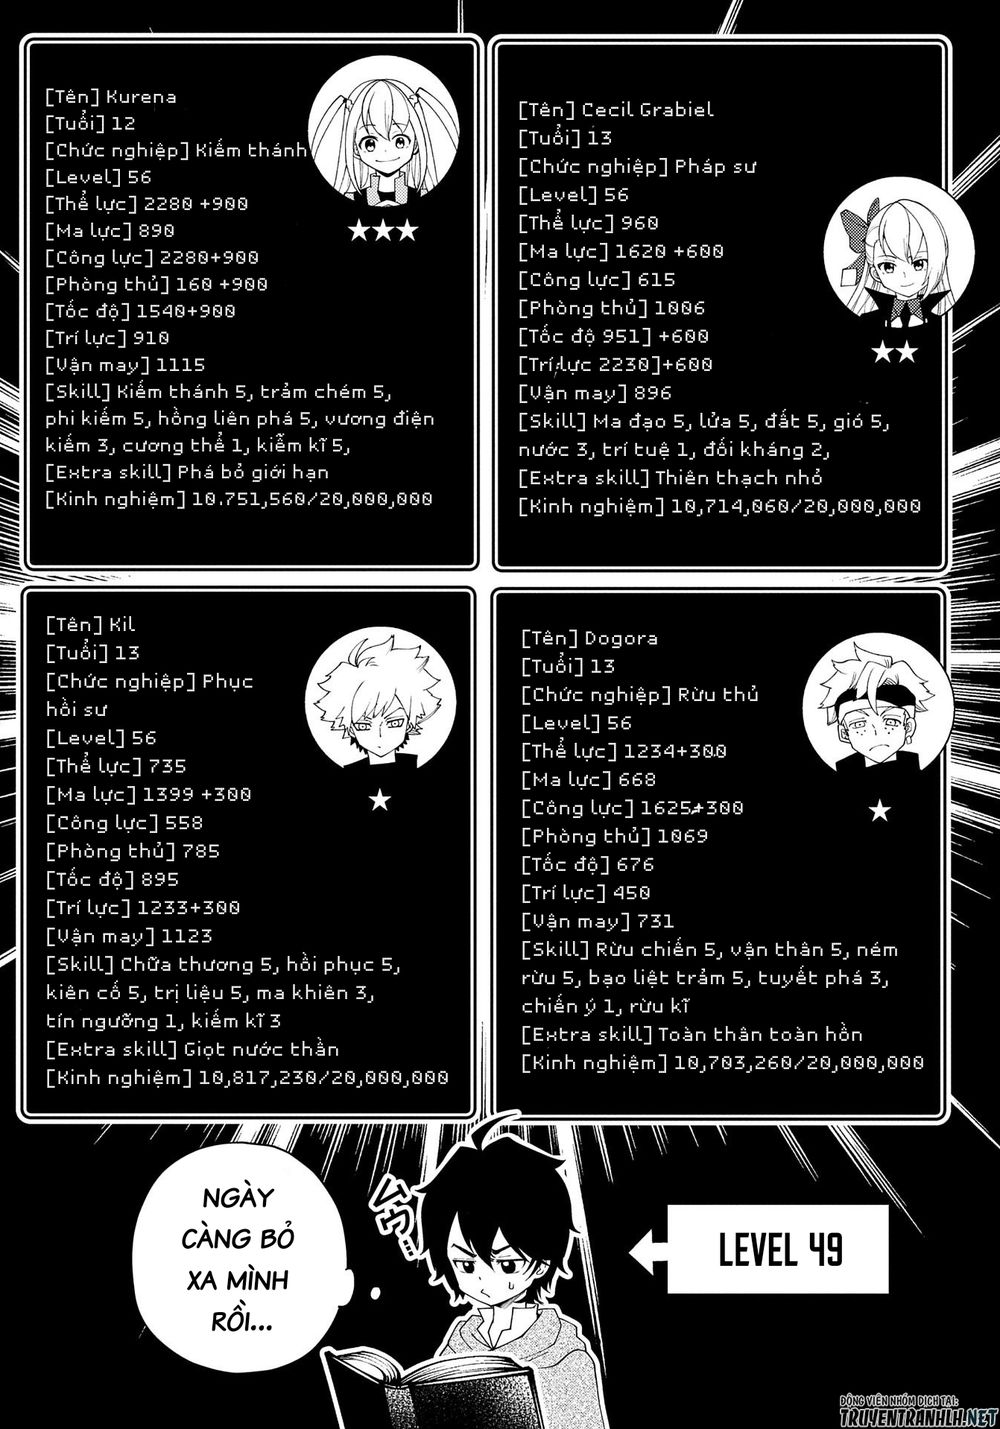 [Tên] Kurena
[Tuổi] 12
[Chức nghiệp] Kiếm thánh
[Level] 56
[Thể lực] 2280 +900
[Ma lực] 890
[Công lực] 2280+900
[Phòng thủ] 160 +900
[Tốc độ] 1540+900
[Trí lực] 910
[Vận may] 1115
[Skill] Kiếm thánh 5, trảm chém 5,
phi kiếm 5, hồng liên phá 5, vương điện
kiếm 3, cương thể 1, kiễm kĩ 5,
[Extra skill] Phá bỏ giới hạn
[Kinh nghiệm] 10.751,560/20,000,000
★★★
[Tên] Cecil Grabiel
[Tuổi] 13
[Chức nghiệp] Pháp sư
[Level] 56
[Thể lực] 960
[Ma lực] 1620 +600
[Công lực] 615
[Phòng thủ] 1006
[Tốc độ 951] +600
[Trí lực 2230]+600
[Vận may] 896
[Skill] Ma đạo 5, lửa 5, đất 5, gió 5,
nước 3, trí tuệ 1, đối kháng 2,
[Extra skill] Thiên thạch nhỏ
[Kinh nghiệm] 10,714,060/20,000,000
★★
[Tên] Kil
[Tuổi] 13
[Chức nghiệp] Phục
hồi sư
[Level] 56
[Thể lực] 735
[Ma lực] 1399 +300
[Công lực] 558
[Phòng thủ] 785
[Tốc độ] 895
[Trí lực] 1233+300
[Vận may] 1123
[Skill] Chữa thương 5, hồi phục 5,
kiên cố 5, trị liệu 5, ma khiên 3,
tín ngưỡng 1, kiếm kĩ 3
[Extra skill] Giọt nước thần
[Kinh nghiệm] 10,817,230/20,000,000
★
[Tên] Dogora
[Tuổi] 13
[Chức nghiệp] Rừu thủ
[Level] 56
[Thể lực] 1234+300
[Ma lực] 668
[Công lực] 1625+300
[Phòng thủ] 1069
[Tốc độ] 676
[Trí lực] 450
[Vận may] 731
[Skill] Rừu chiến 5, vận thân 5, ném
rừu 5, bạo liệt trảm 5, tuyết phá 3,
chiến ý 1, rừu kĩ
[Extra skill] Toàn thân toàn hồn
[Kinh nghiệm] 10,703,260/20,000,000
★
NGÀY
CÀNG BỎ
XA MÌNH
RỒI...
LEVEL 49
ĐỘNG VIÊN NHÓM DỊCH TẠI:
TRUYENTRANHLH.NET